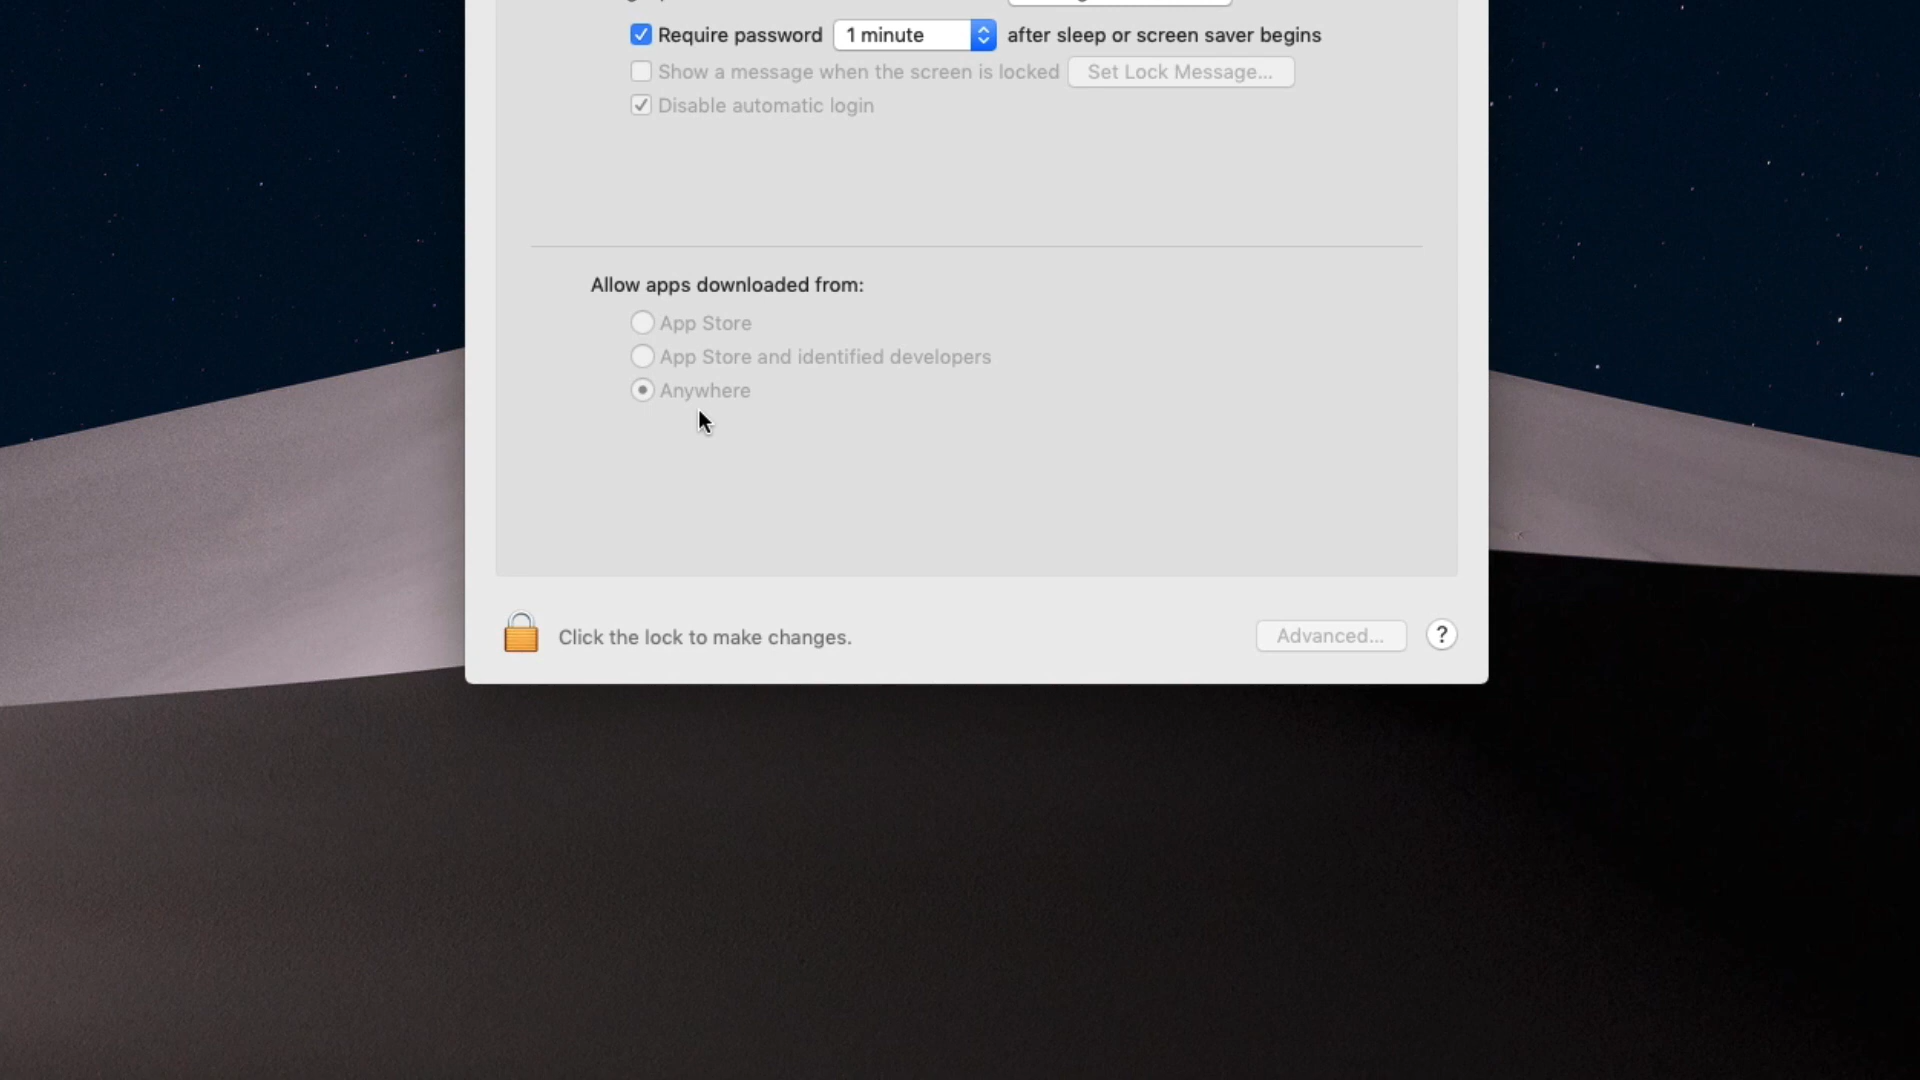 Require password 1 minute after sleep or screen saver begins
Show a message when the screen is locked Set Lock Message...
Disable automatic login
Allow apps downloaded from:
App Store
App Store and identified developers
Anywhere
Click the lock to make changes. Advanced... ?